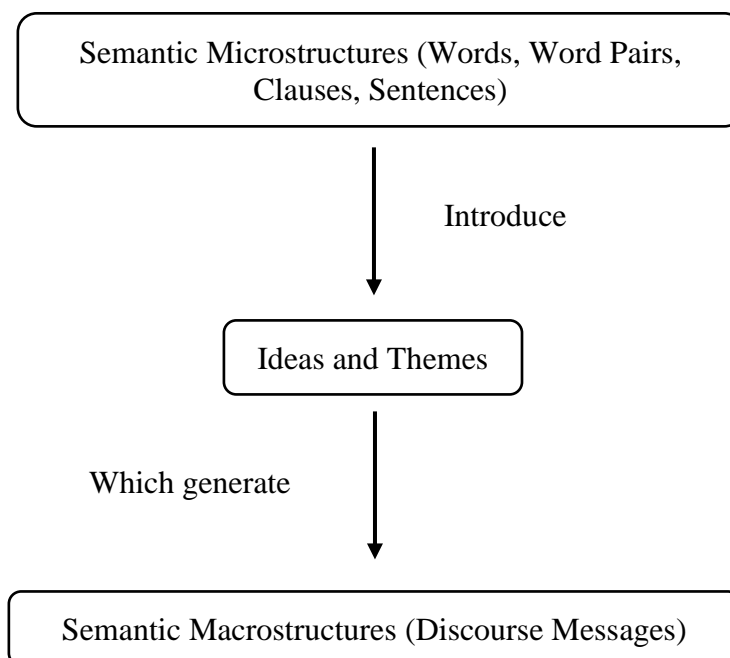 Semantic Microstructures (Words, Word Pairs,
Clauses, Sentences)
Introduce
Ideas and Themes
Which generate
Semantic Macrostructures (Discourse Messages)